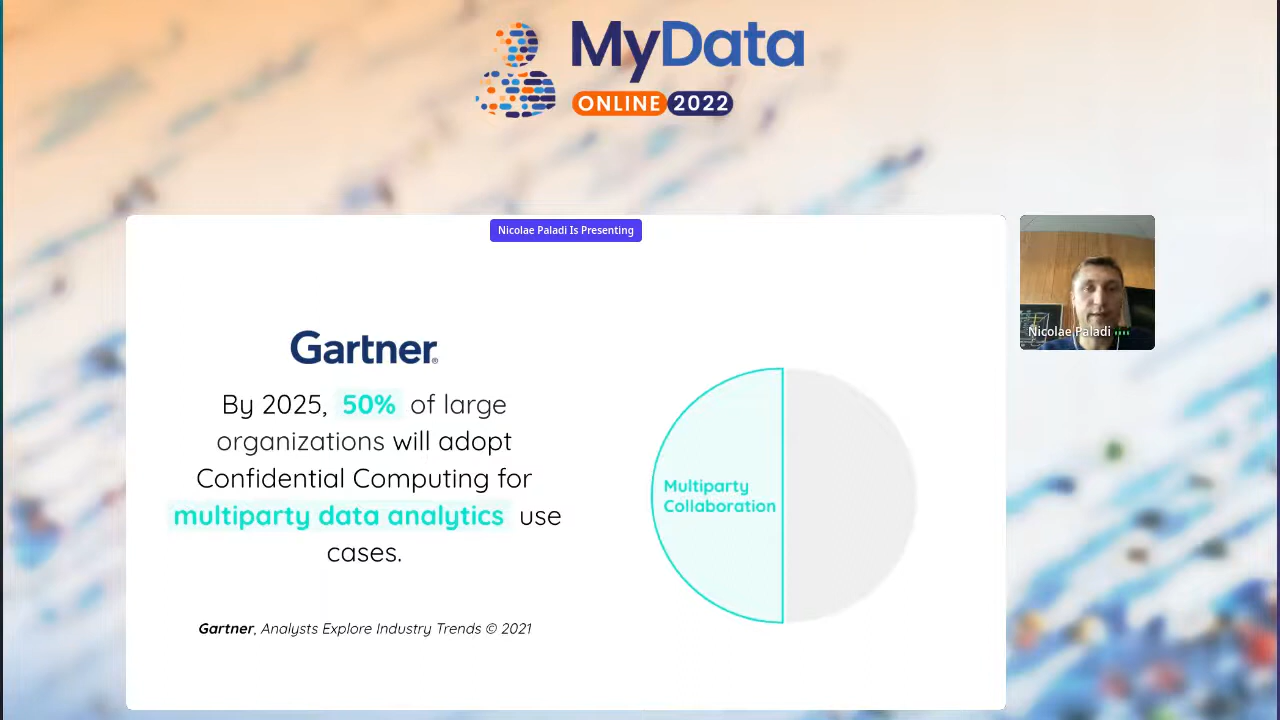 MyData
ONLINE 2022
Nicolae Paladi Is Presenting
Gartner®
By 2025, 50% of large
organizations will adopt
Confidential Computing for
multiparty data analytics use
cases.
Gartner, Analysts Explore Industry Trends © 2021
Multiparty
Collaboration
Nicolae Paladi